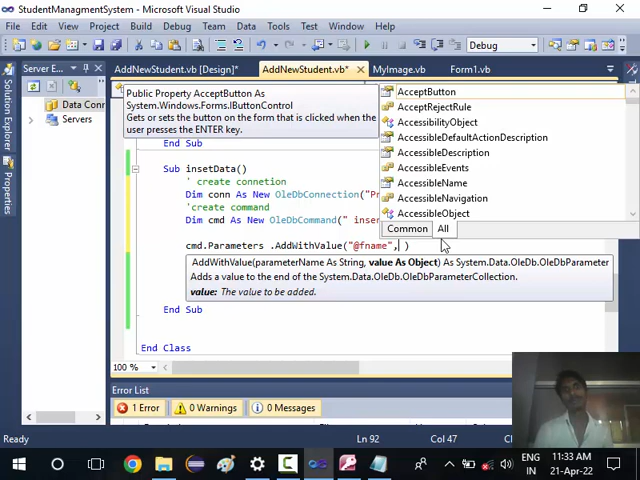 StudentManagmentSystem - Microsoft Visual Studio
File Edit View Project Build Debug Team Data Tools Test Window Help
Debug
Server E...
AddNewStudent.vb [Design]* AddNewStudent.vb* MyImage.vb Form1.vb
Data Conn
Servers
Server Explorer
Toolbox
Solution Explorer
Properties
Public Property AcceptButton As
System.Windows.Forms.IButtonControl
Gets or sets the button on the form that is clicked when the
user presses the ENTER key.
AcceptButton
AcceptRejectRule
AccessibilityObject
AccessibleDefaultActionDescription
AccessibleDescription
AccessibleEvents
AccessibleName
AccessibleNavigation
AccessibleObject
Common All
End Sub
Sub insetData()
' create connetion
Dim conn As New OleDbConnection("Pr
'create command
Dim cmd As New OleDbCommand(" inser
cmd.Parameters .AddWithValue("@fname", )
AddWithValue(parameterName As String, value As Object) As System.Data.OleDb.OleDbParameter
Adds a value to the end of the System.Data.OleDb.OleDbParameterCollection.
value: The value to be added.
End Sub
End Class
100 %
Error List
1 Error 0 Warnings 0 Messages
Ready Ln 92 Col 47
ENG
IN
11:33 AM
21-Apr-22